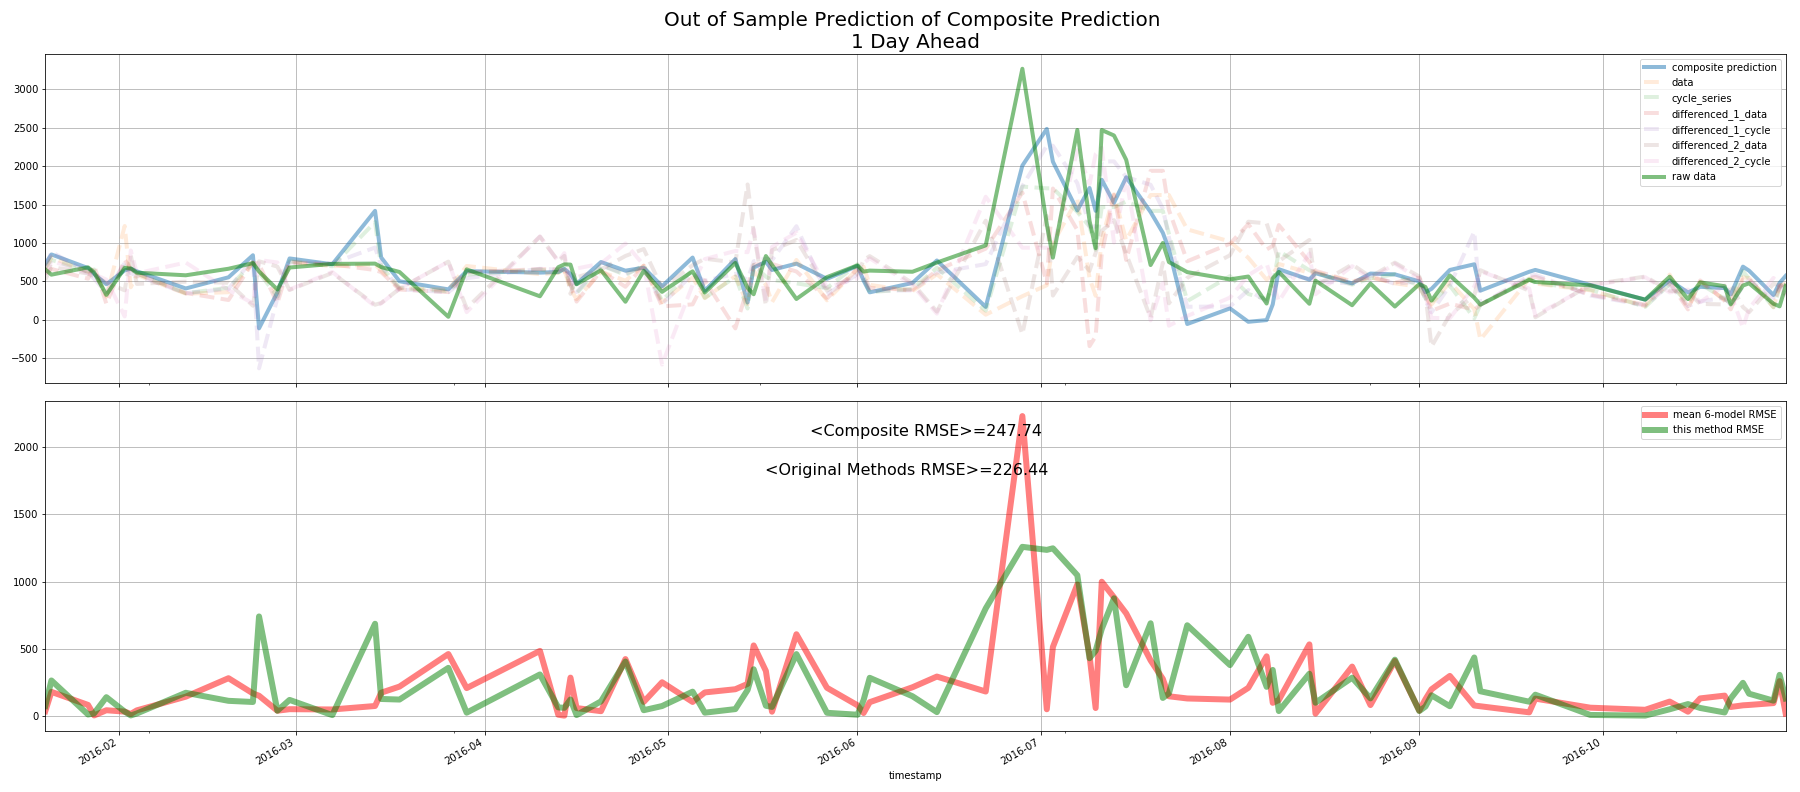 Out of Sample Prediction of Composite Prediction
1 Day Ahead
3000
2500
2000
1500
1000
500
0
−500
composite prediction
data
cycle_series
differenced_1_data
differenced_1_cycle
differenced_2_data
differenced_2_cycle
raw data
2000
1500
1000
500
0
<Composite RMSE>=247.74
<Original Methods RMSE>=226.44
mean 6-model RMSE
this method RMSE
2016-02
2016-03
2016-04
2016-05
2016-06
2016-07
2016-08
2016-09
2016-10
timestamp